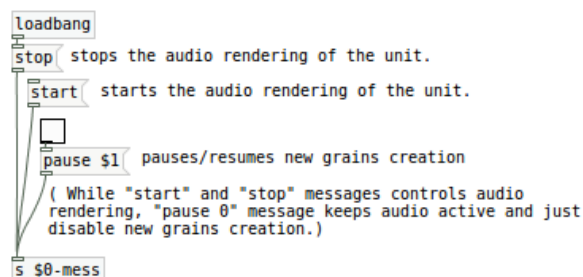 loadbang
stop stops the audio rendering of the unit.
start starts the audio rendering of the unit.
pause $1 pauses/resumes new grains creation
( While "start" and "stop" messages controls audio
rendering, "pause 0" message keeps audio active and just
disable new grains creation.)
s $0-mess